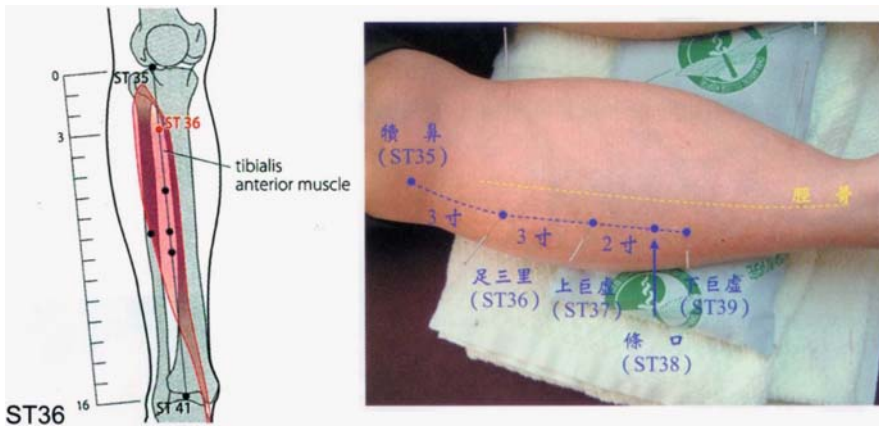 ST 35
0
ST 36
3
tibialis
anterior muscle
16
ST 41
ST36
犢鼻
(ST35)
脛骨
3寸
3寸
2寸
足三里
(ST36)
上巨虛
(ST37)
下巨虛
(ST39)
條口
(ST38)